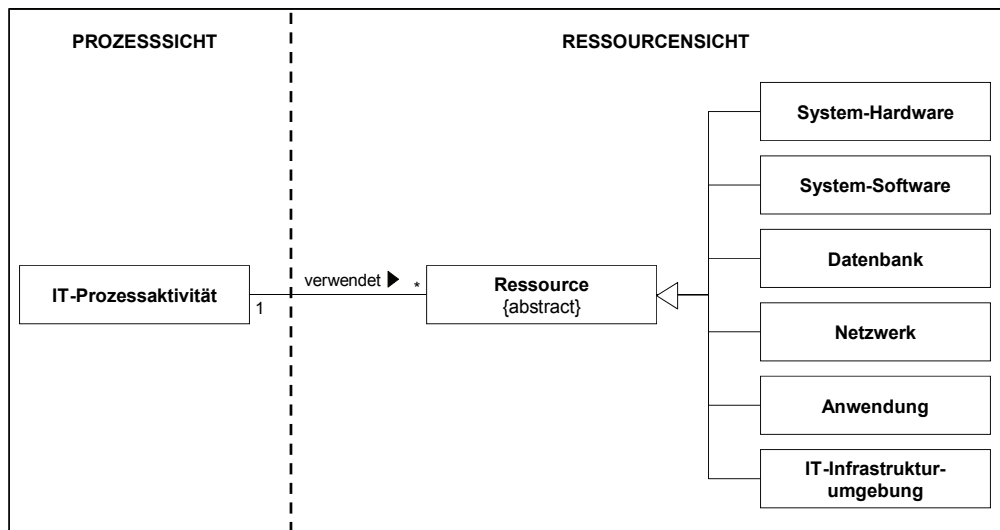 PROZESSSICHT
RESSOURCENSICHT
System-Hardware
System-Software
Datenbank
IT-Prozessaktivität
1
verwendet
*
Ressource
{abstract}
Netzwerk
Anwendung
IT-Infrastruktur-
umgebung